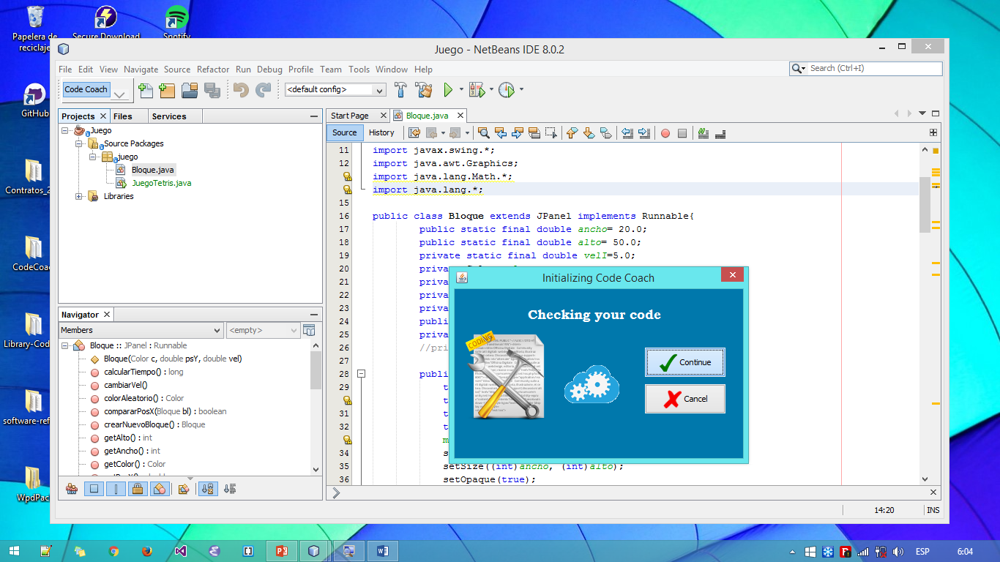 Papelera de
reciclaje
Secure Download
Spotify
GitHub
Contratos_2
CodeCoac
Library-Cod
software-ref
WpdPac
Juego - NetBeans IDE 8.0.2
File Edit View Navigate Source Refactor Run Debug Profile Team Tools Window Help
Search (Ctrl+I)
Code Coach
<default config>
Projects Files Services
Juego
Source Packages
juego
Bloque.java
JuegoTetris.java
Libraries
Navigator
Members <empty>
Bloque :: JPanel : Runnable
Bloque(Color c, double psY, double vel)
calcularTiempo() : long
cambiarVel()
colorAleatorio() : Color
compararPosX(Bloque bl) : boolean
crearNuevoBloque() : Bloque
getAlto() : int
getAncho() : int
getColor() : Color
Start Page Bloque.java
Source History
11 import javax.swing.*;
12 import java.awt.Graphics;
import java.lang.Math.*;
import java.lang.*;
15
16 public class Bloque extends JPanel implements Runnable{
17 public static final double ancho= 20.0;
18 public static final double alto= 50.0;
19 private static final double velI=5.0;
20 priva
21 priva
22 priva
23 priva
24 publi
25 priva
26 //pri
27
28 public
29 t
t
31 t
32 t
m
34 s
35 setSize((int)ancho, (int)alto);
36 setOpaque(true);
Initializing Code Coach
Checking your code
CODING
Continue
Cancel
14:20 INS
ESP 6:04